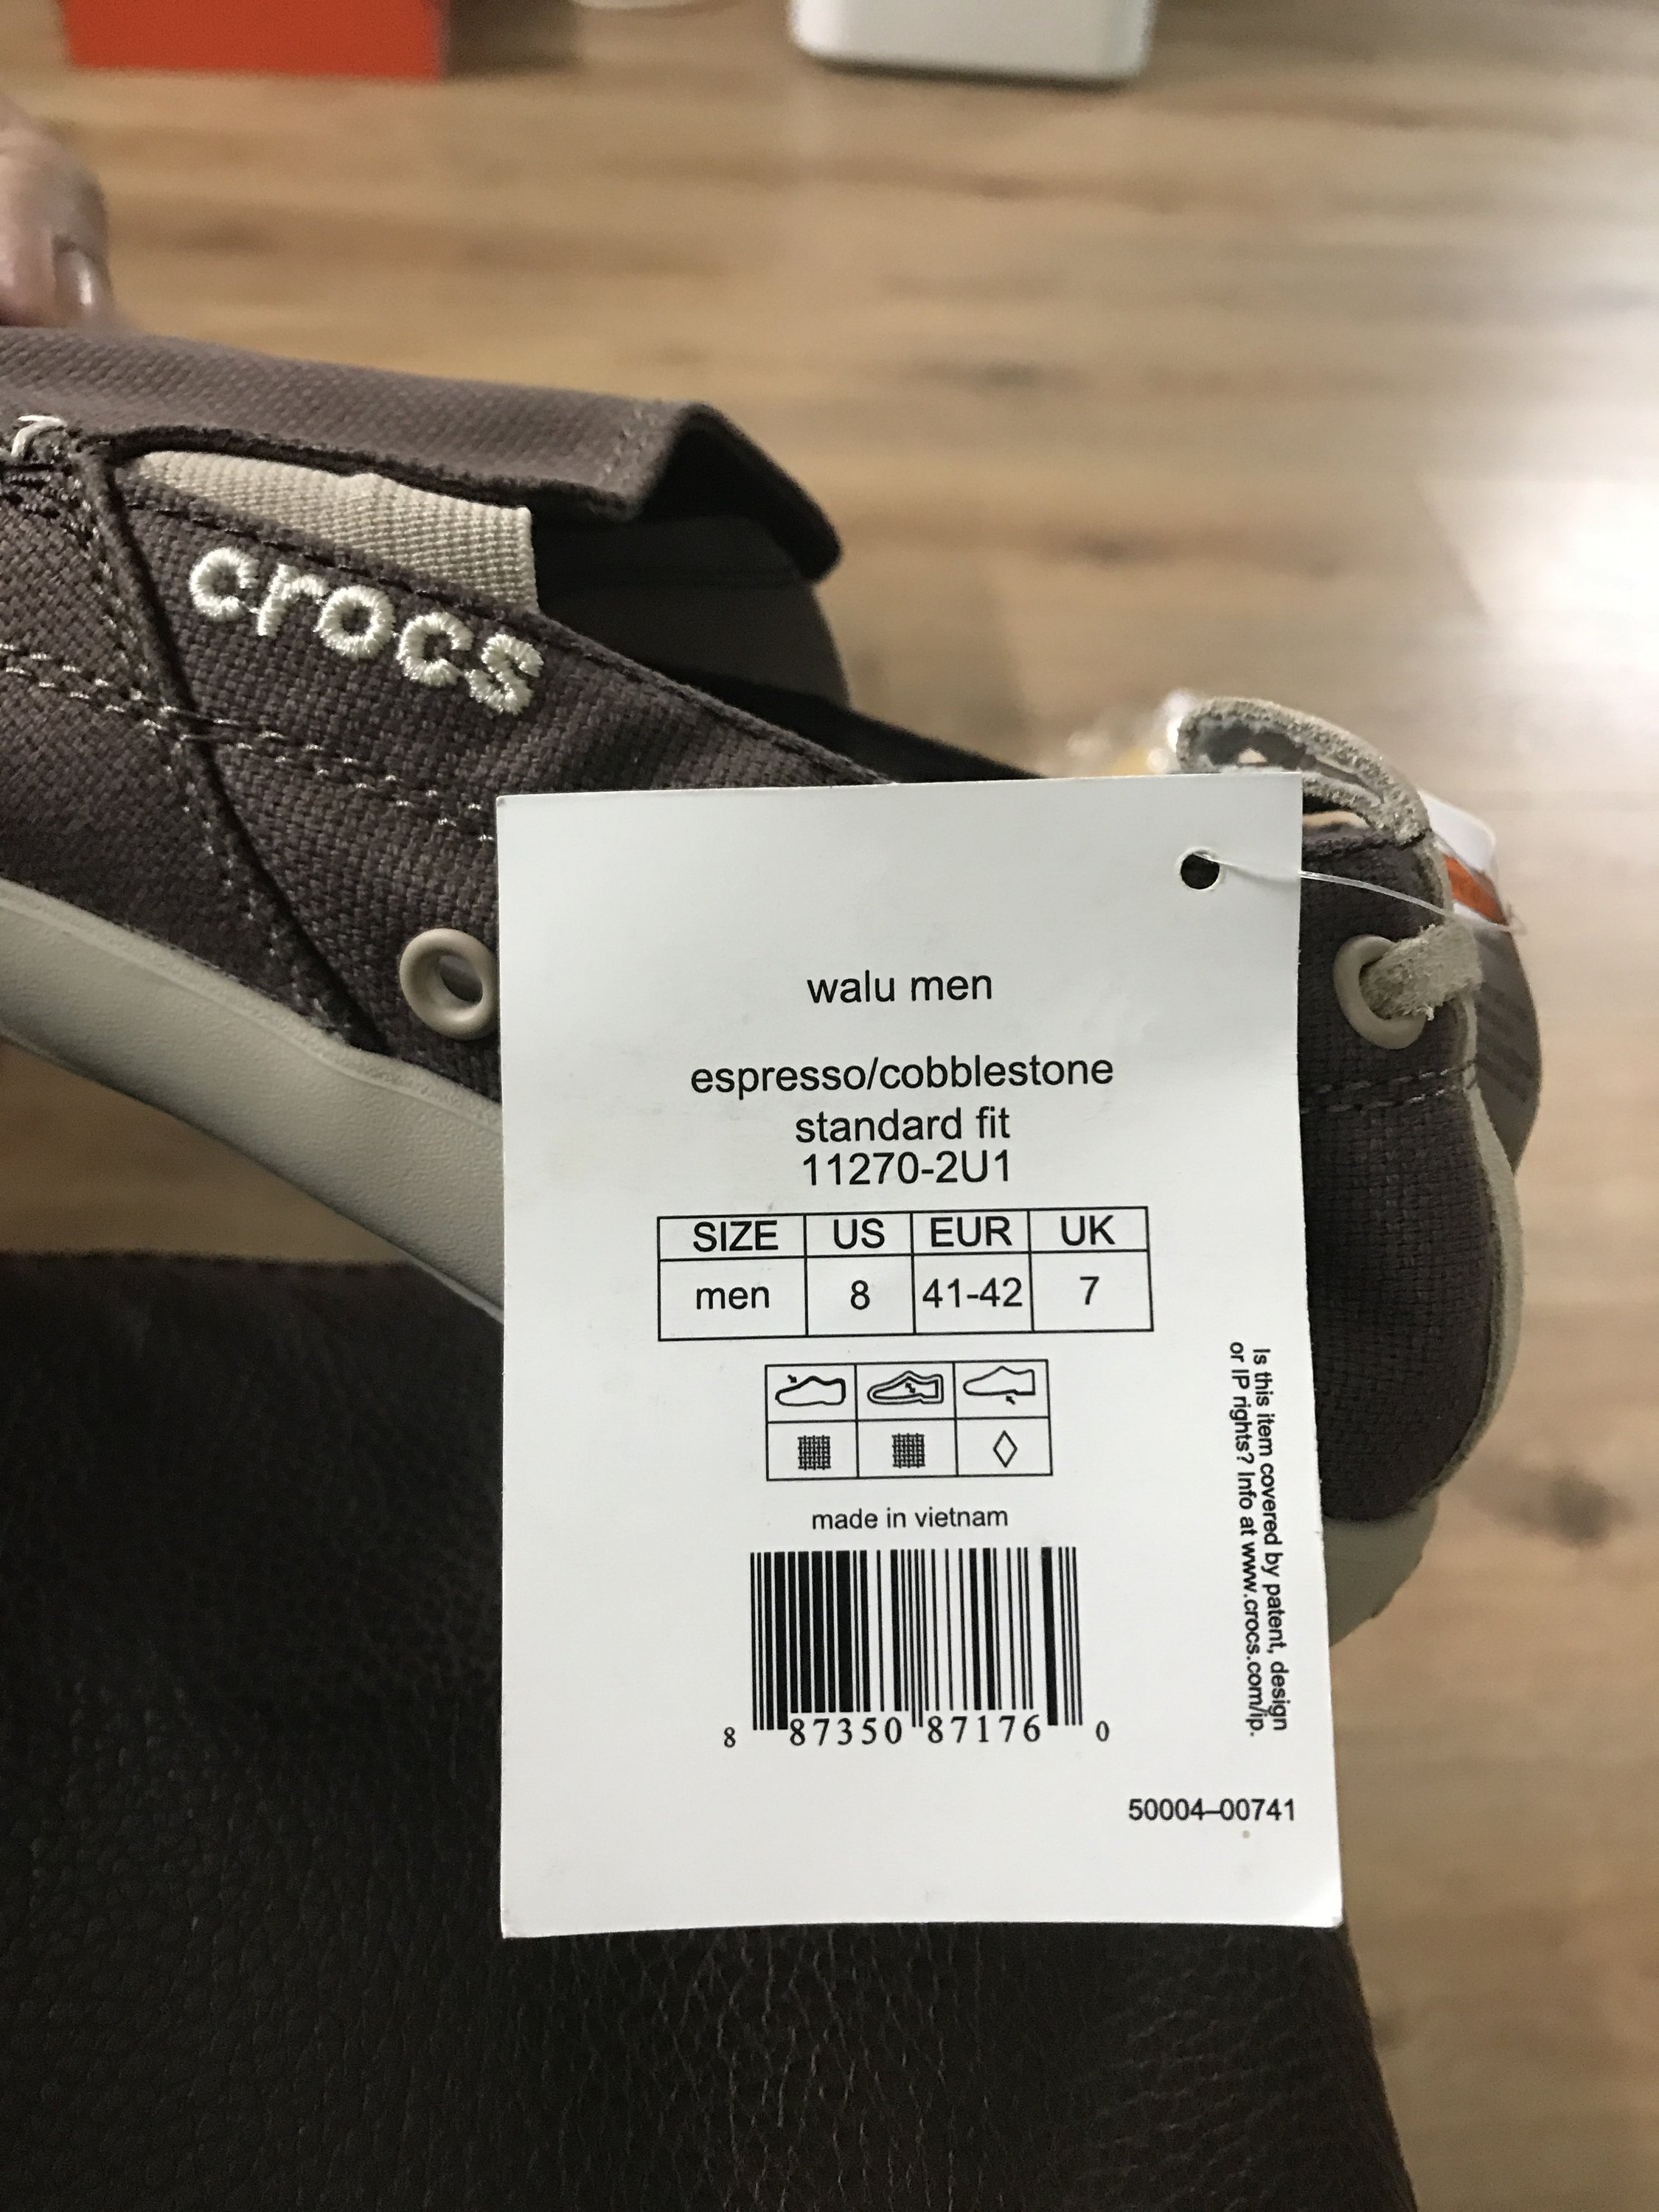 crocs
walu men
espresso/cobblestone
standard fit
11270-2U1
SIZE US EUR UK
men 8 41-42 7
made in vietnam
8 87350 87176 0
Is this item covered by patent, design
or IP rights? Info at www.crocs.com/ip.
50004–00741